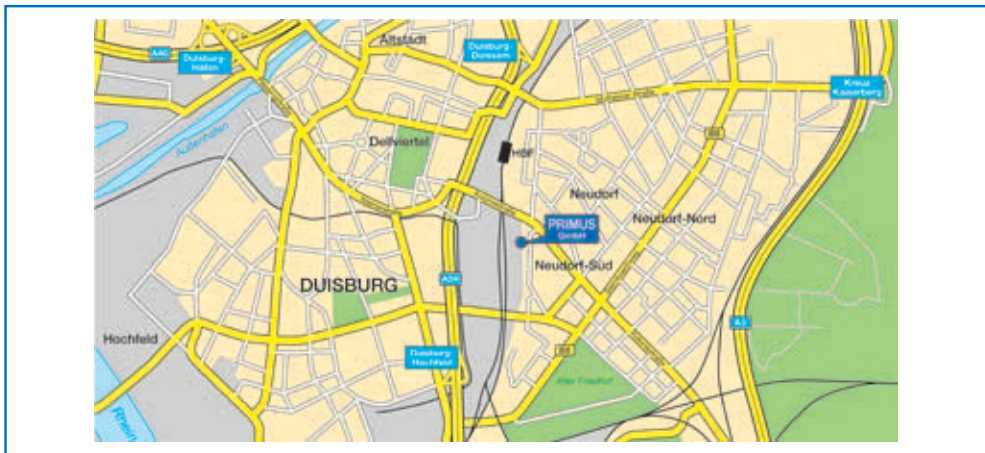 Altstadt
A40
Duisburg-
Hafen
Duisburg-
Duissern
Kreuz
Kaiserberg
Außenhafen
Dellviertel
HBF
B8
Neudorf
Neudorf-Nord
PRIMUS
GmbH
Neudorf-Süd
A59
DUISBURG
A3
Hochfeld
Duisburg-
Hochfeld
B8
Alter Friedhof
Rhein